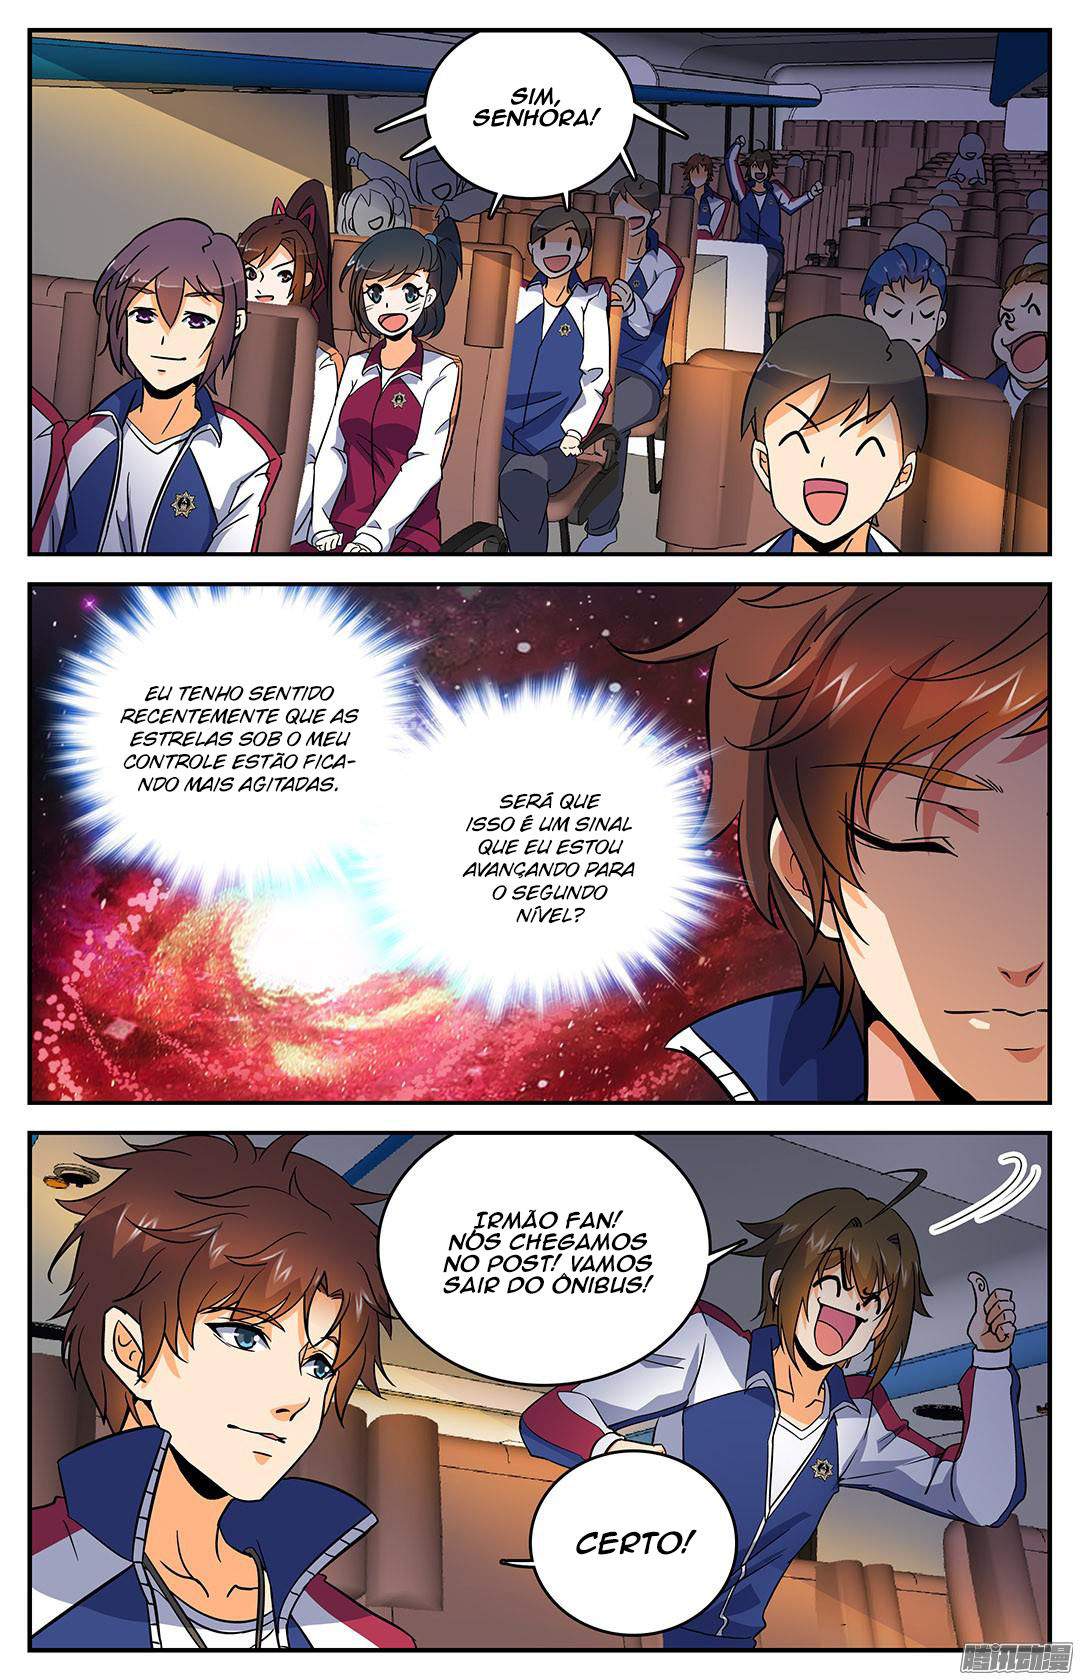 SIM,
SENHORA!
EU TENHO SENTIDO
RECENTEMENTE QUE AS
ESTRELAS SOB O MEU
CONTROLE ESTÃO FICA-
NDO MAIS AGITADAS.
SERÁ QUE
ISSO É UM SINAL
QUE EU ESTOU
AVANÇANDO PARA
O SEGUNDO
NÍVEL?
IRMÃO FAN!
NÓS CHEGAMOS
NO POST! VAMOS
SAIR DO ÔNIBUS!
CERTO!
腾讯动漫